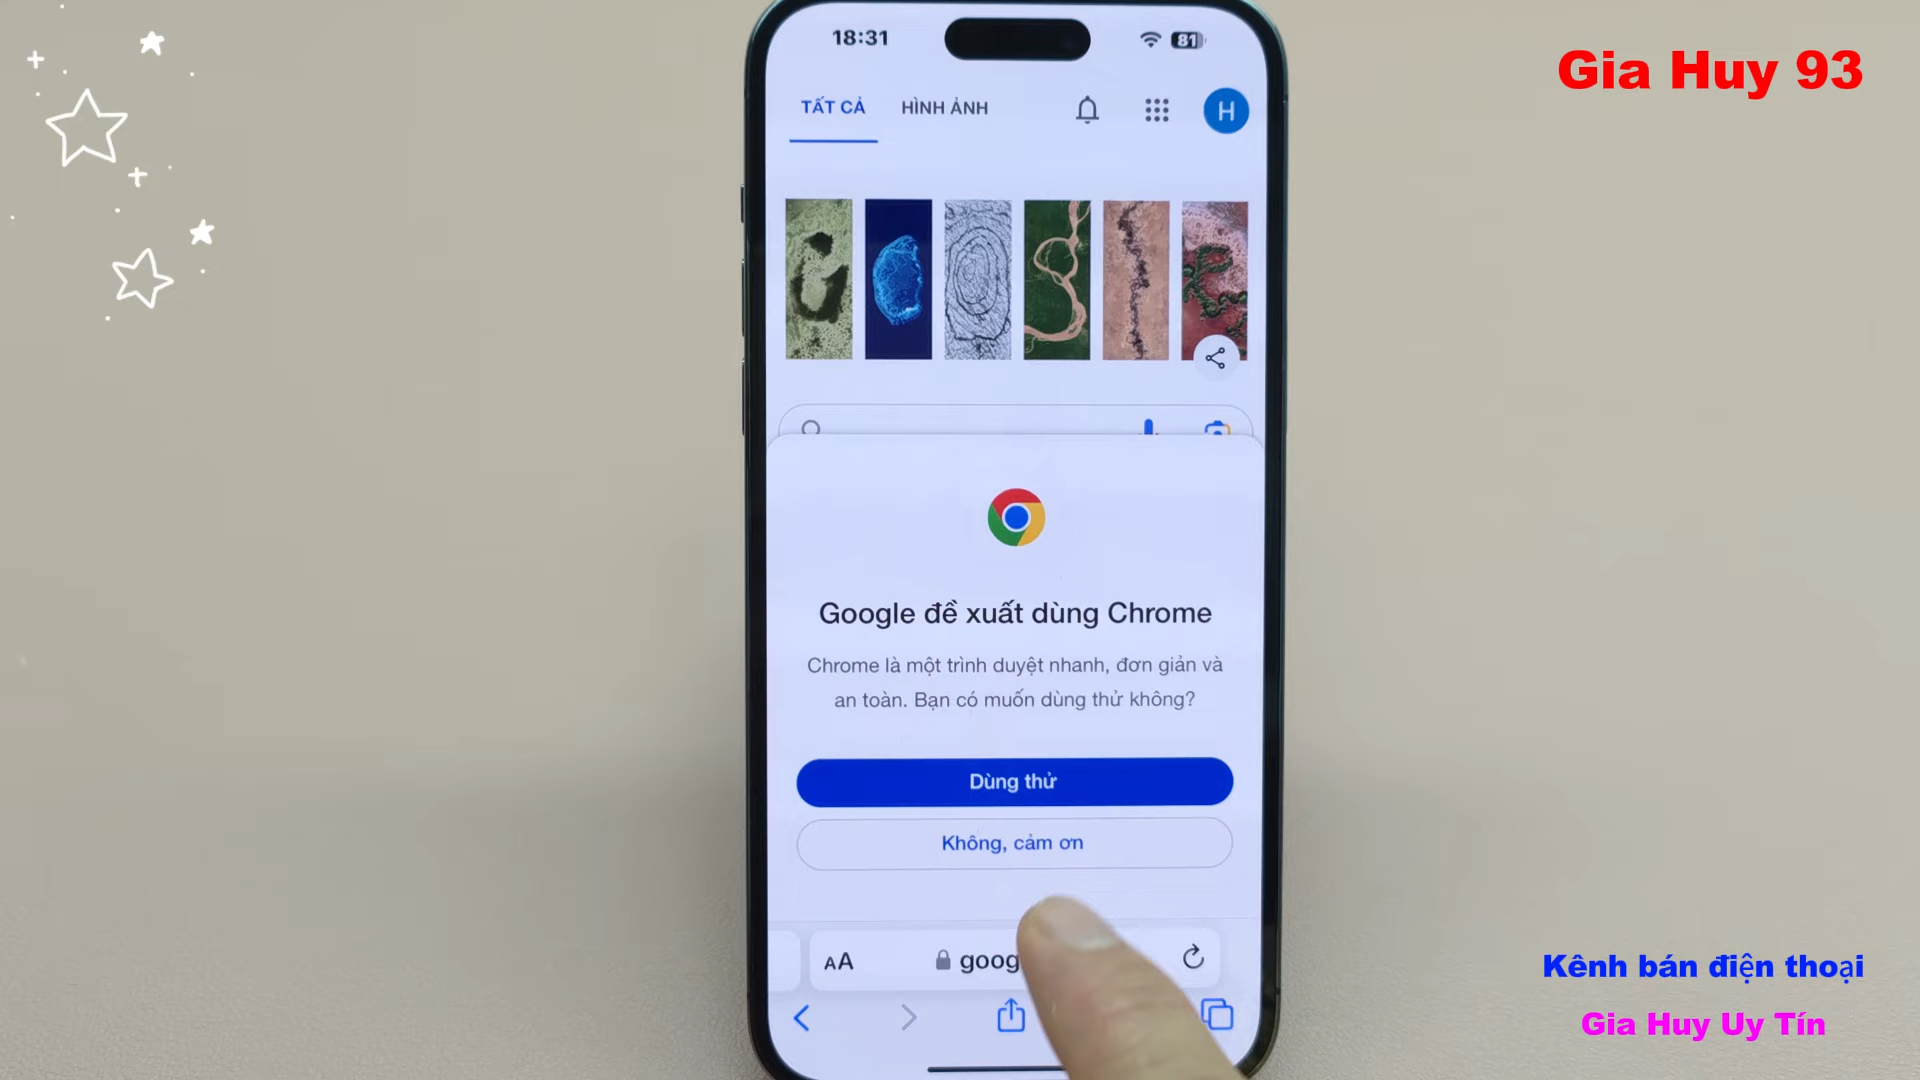 18:31
81
Gia Huy 93
TẤT CẢ
HÌNH ẢNH
H
Google đề xuất dùng Chrome
Chrome là một trình duyệt nhanh, đơn giản và
an toàn. Bạn có muốn dùng thử không?
Dùng thử
Không, cảm ơn
AA
goog
Kênh bán điện thoại
Gia Huy Uy Tín